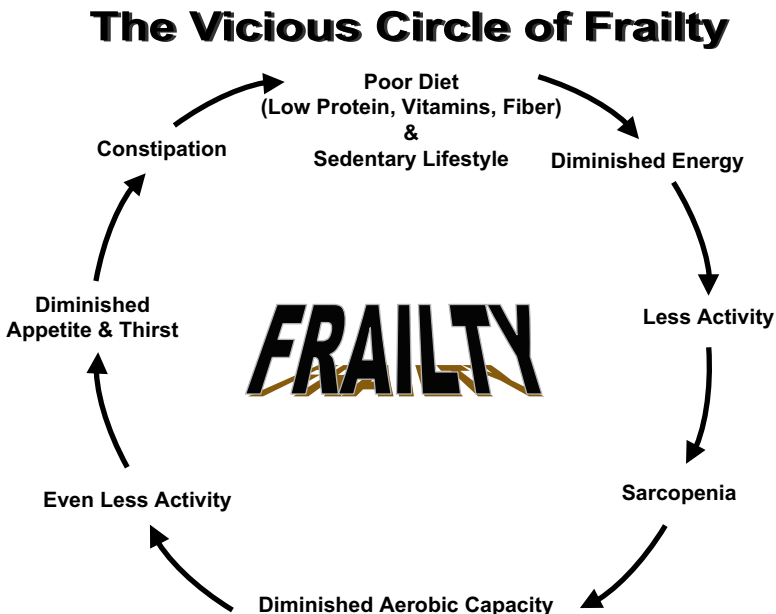 The Vicious Circle of Frailty
Poor Diet
(Low Protein, Vitamins, Fiber)
&
Sedentary Lifestyle
Diminished Energy
Less Activity
Sarcopenia
Diminished Aerobic Capacity
Even Less Activity
Diminished
Appetite & Thirst
Constipation
FRAILTY